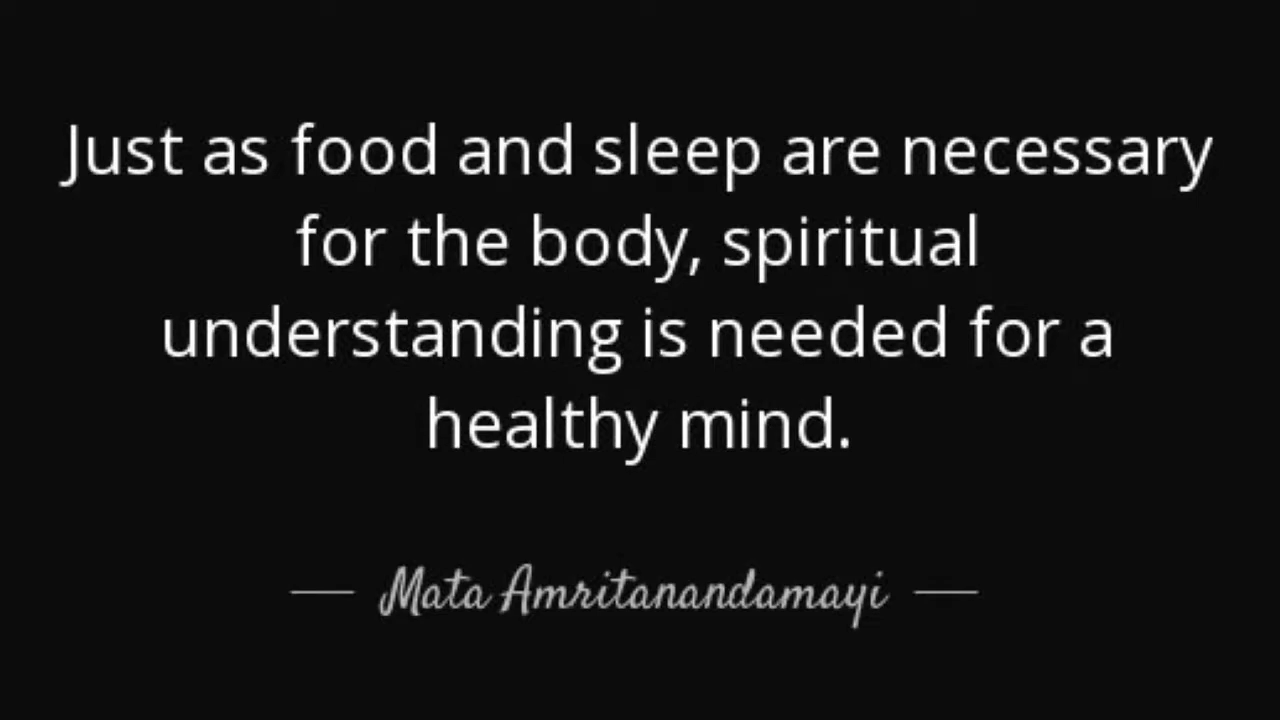 Just as food and sleep are necessary
for the body, spiritual
understanding is needed for a
healthy mind.
— Mata Amritanandamayi —